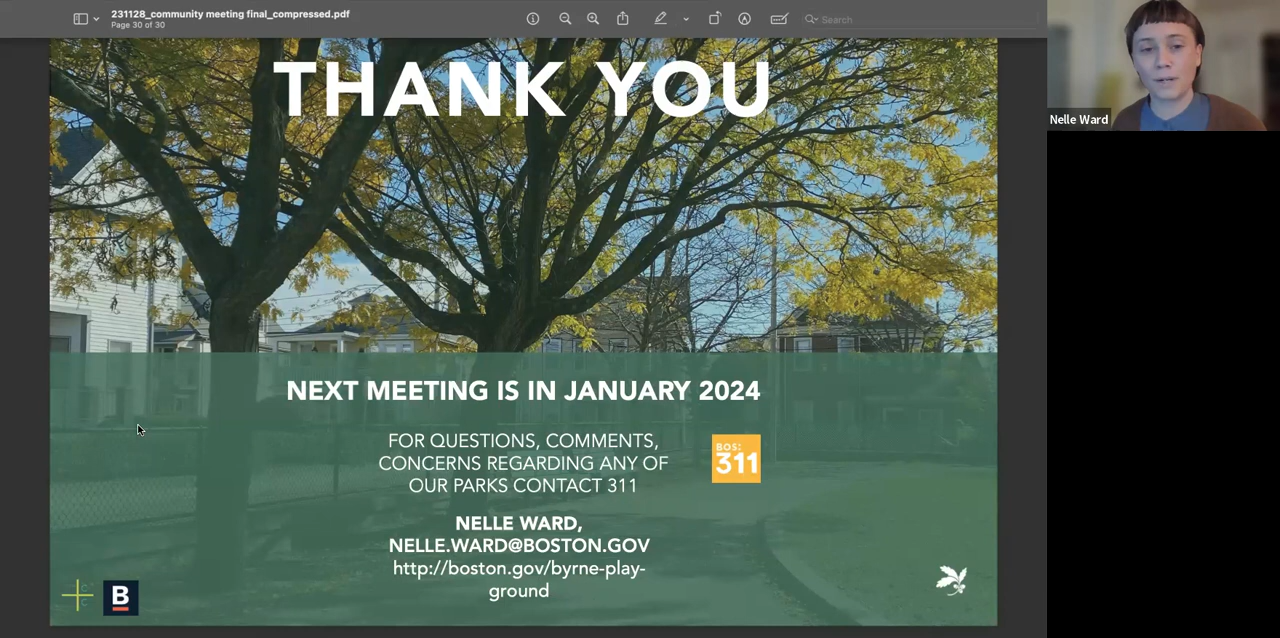 231128_community meeting final_compressed.pdf
Page 30 of 30
Search
THANK YOU
Nelle Ward
NEXT MEETING IS IN JANUARY 2024
FOR QUESTIONS, COMMENTS,
CONCERNS REGARDING ANY OF
OUR PARKS CONTACT 311
BOS:
311
NELLE WARD,
NELLE.WARD@BOSTON.GOV
http://boston.gov/byrne-play-
ground
B